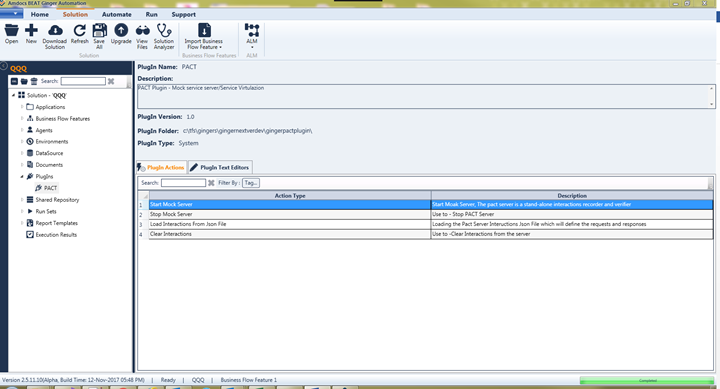 Amdocs BEAT Ginger Automation
Home Solution Automate Run Support
Open New Download Solution Refresh Save All Upgrade View Files Solution Analyzer Import Business Flow Feature ALM
Solution Business Flow Features ALM
QQQ
Search:
Solution - 'QQQ'
Applications
Business Flow Features
Agents
Environments
DataSource
Documents
PlugIns
PACT
Shared Repository
Run Sets
Report Templates
Execution Results
PlugIn Name: PACT
Description:
PACT Plugin - Mock service server/Service Virtulazion
PlugIn Version: 1.0
PlugIn Folder: c:\tfs\gingers\gingernextverdev\gingerpactplugin\
PlugIn Type: System
PlugIn Actions PlugIn Text Editors
Search: Filter By : Tag...
Action Type Description
1 Start Mock Server Start Moak Server, The pact server is a stand-alone interactions recorder and verifier
2 Stop Mock Server Use to - Stop PACT Server
3 Load Interactions From Json File Loading the Pact Server Inteructions Json File which will define the requests and responses
4 Clear Interactions Use to -Clear Interactions from the server
Version 2.5.11.10(Alpha, Build Time: 12-Nov-2017 05:48 PM) | Ready | QQQ | Business Flow Feature 1
Completed